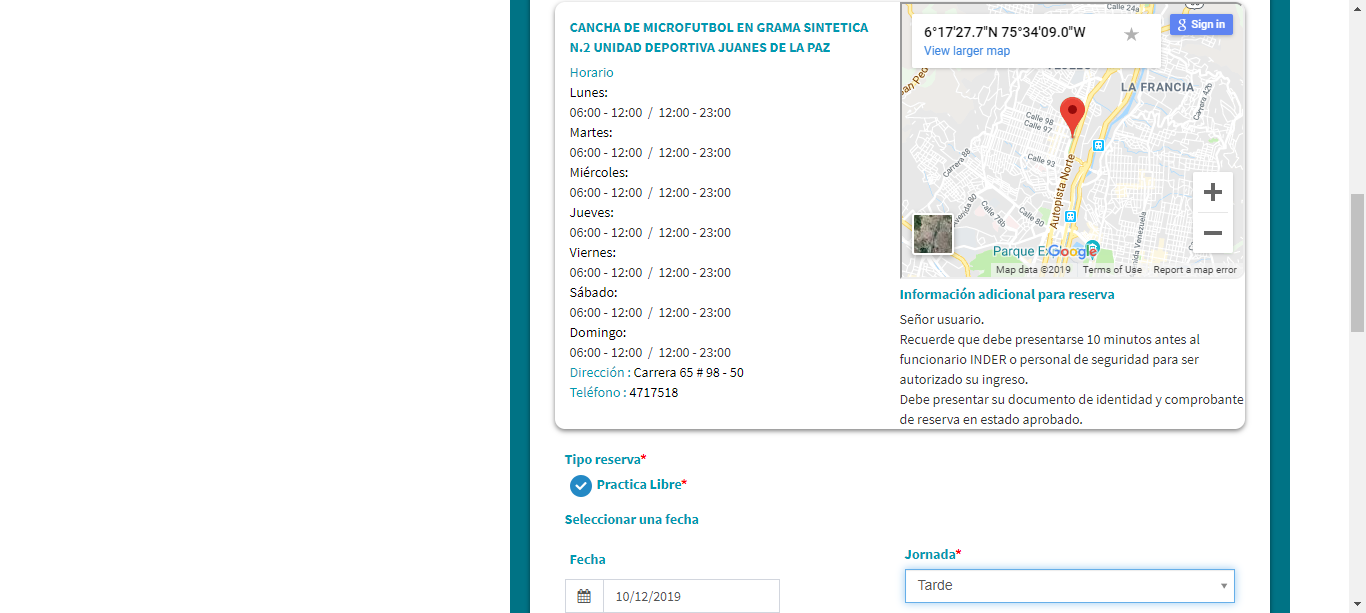 CANCHA DE MICROFUTBOL EN GRAMA SINTETICA
N.2 UNIDAD DEPORTIVA JUANES DE LA PAZ
Horario
Lunes:
06:00 - 12:00 / 12:00 - 23:00
Martes:
06:00 - 12:00 / 12:00 - 23:00
Miércoles:
06:00 - 12:00 / 12:00 - 23:00
Jueves:
06:00 - 12:00 / 12:00 - 23:00
Viernes:
06:00 - 12:00 / 12:00 - 23:00
Sábado:
06:00 - 12:00 / 12:00 - 23:00
Domingo:
06:00 - 12:00 / 12:00 - 23:00
Dirección : Carrera 65 # 98 - 50
Teléfono : 4717518
Calle 24a
6°17'27.7"N 75°34'09.0"W
View larger map
Sign in
LA FRANCIA
Carrera 42b
Calle 98
Calle 97
Calle 93
Carrera 88
Avenida 80
Calle 78b
Calle 80
Autopista Norte
Venezuela
Parque E
Google
Map data ©2019 Terms of Use Report a map error
Información adicional para reserva
Señor usuario.
Recuerde que debe presentarse 10 minutos antes al
funcionario INDER o personal de seguridad para ser
autorizado su ingreso.
Debe presentar su documento de identidad y comprobante
de reserva en estado aprobado.
Tipo reserva*
Practica Libre*
Seleccionar una fecha
Fecha
10/12/2019
Jornada*
Tarde